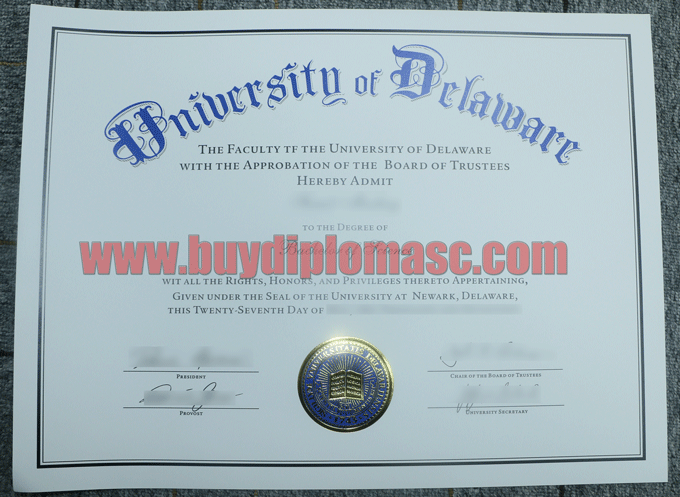 University of Delaware
The Faculty tf the University of Delaware
with the Approbation of the Board of Trustees
Hereby Admit
to the Degree of
Bachelor of Science
www.buydiplomasc.com
wit all the Rights, Honors, and Privileges thereto Appertaining,
Given under the Seal of the University at Newark, Delaware,
this Twenty-Seventh Day of
President
Chair of the Board of Trustees
Provost
University Secretary